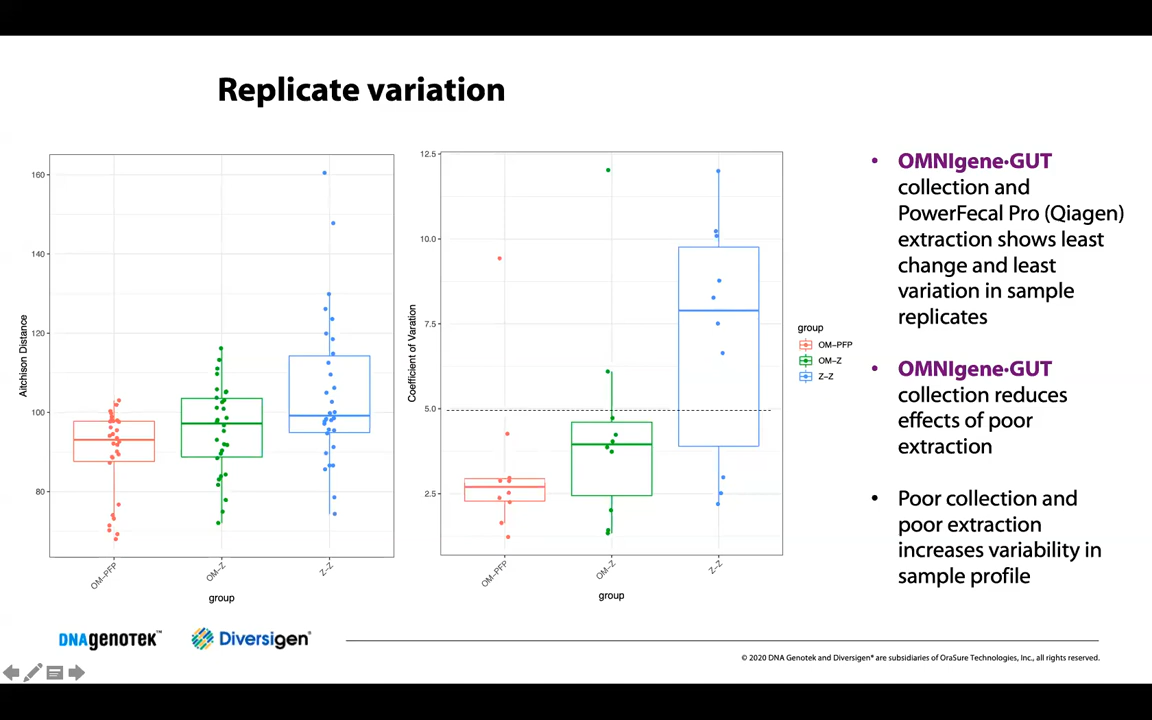 Replicate variation
160
140
120
100
80
Aitchison Distance
OM-PFP
OM-Z
Z-Z
group
12.5
10.0
7.5
5.0
2.5
Coefficient of Varation
OM-PFP
OM-Z
Z-Z
group
group
OM-PFP
OM-Z
Z-Z
• OMNIgene•GUT
collection and
PowerFecal Pro (Qiagen)
extraction shows least
change and least
variation in sample
replicates
• OMNIgene•GUT
collection reduces
effects of poor
extraction
• Poor collection and
poor extraction
increases variability in
sample profile
DNAgenotek™
Diversigen®
© 2020 DNA Genotek and Diversigen® are subsidiaries of OraSure Technologies, Inc., all rights reserved.